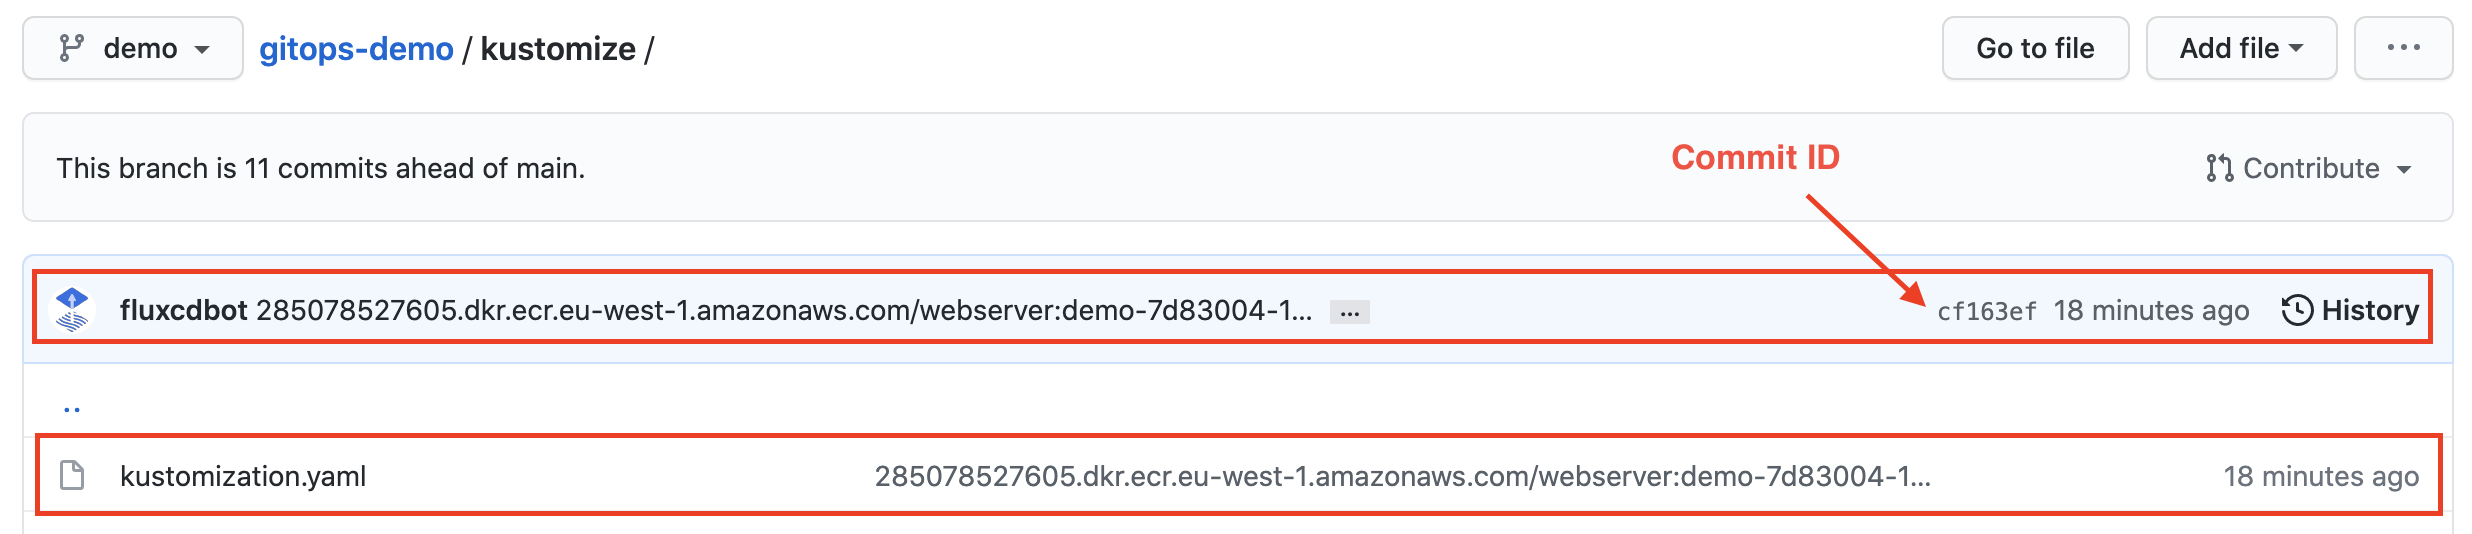 demo gitops-demo / kustomize / Go to file Add file ...
This branch is 11 commits ahead of main. Commit ID Contribute
fluxcdbot 285078527605.dkr.ecr.eu-west-1.amazonaws.com/webserver:demo-7d83004-1... ... cf163ef 18 minutes ago History
..
kustomization.yaml 285078527605.dkr.ecr.eu-west-1.amazonaws.com/webserver:demo-7d83004-1... 18 minutes ago